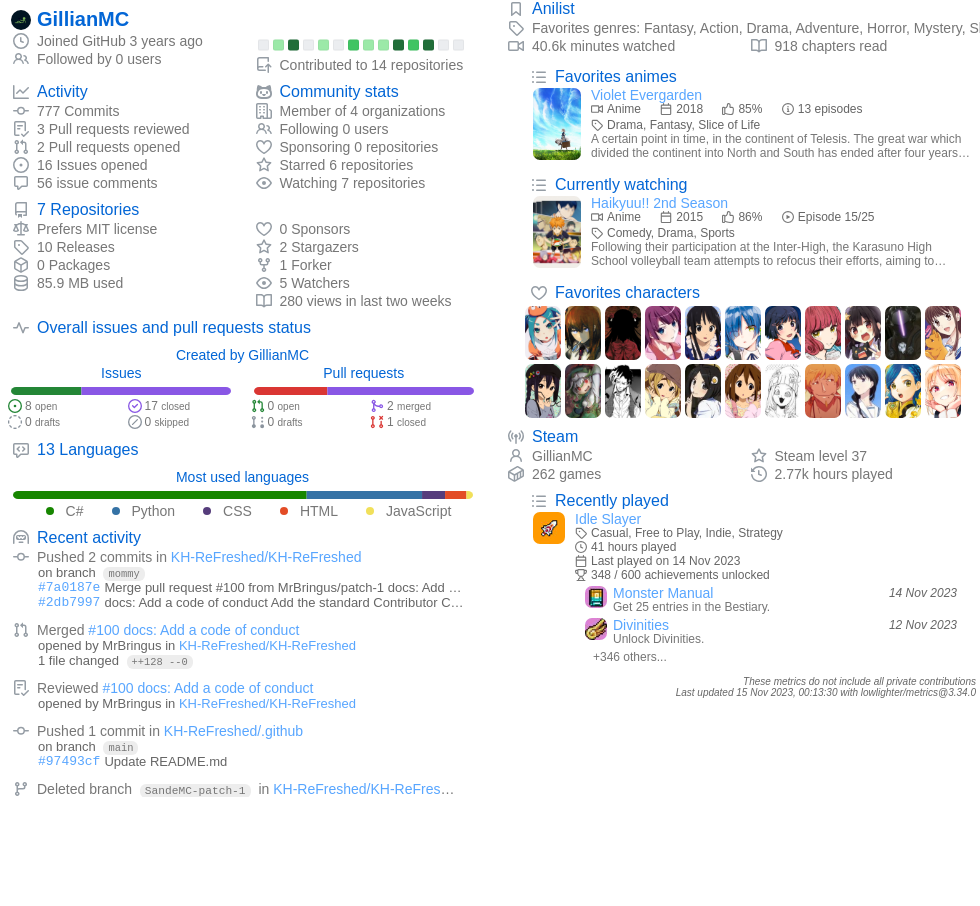 GillianMC
Joined GitHub 3 years ago
Followed by 0 users
Contributed to 14 repositories
Activity
777 Commits
3 Pull requests reviewed
2 Pull requests opened
16 Issues opened
56 issue comments
Community stats
Member of 4 organizations
Following 0 users
Sponsoring 0 repositories
Starred 6 repositories
Watching 7 repositories
7 Repositories
Prefers MIT license
10 Releases
0 Packages
85.9 MB used
0 Sponsors
2 Stargazers
1 Forker
5 Watchers
280 views in last two weeks
Overall issues and pull requests status
Created by GillianMC
Issues
8 open
17 closed
0 drafts
0 skipped
Pull requests
0 open
2 merged
0 drafts
1 closed
13 Languages
Most used languages
C# Python CSS HTML JavaScript
Recent activity
Pushed 2 commits in KH-ReFreshed/KH-ReFreshed
on branch mommy
#7a0187e Merge pull request #100 from MrBringus/patch-1 docs: Add …
#2db7997 docs: Add a code of conduct Add the standard Contributor C…
Merged #100 docs: Add a code of conduct
opened by MrBringus in KH-ReFreshed/KH-ReFreshed
1 file changed ++128 --0
Reviewed #100 docs: Add a code of conduct
opened by MrBringus in KH-ReFreshed/KH-ReFreshed
Pushed 1 commit in KH-ReFreshed/.github
on branch main
#97493cf Update README.md
Deleted branch SandeMC-patch-1 in KH-ReFreshed/KH-ReFres…
Anilist
Favorites genres: Fantasy, Action, Drama, Adventure, Horror, Mystery, Sl
40.6k minutes watched
918 chapters read
Favorites animes
Violet Evergarden
Anime 2018 85% 13 episodes
Drama, Fantasy, Slice of Life
A certain point in time, in the continent of Telesis. The great war which
divided the continent into North and South has ended after four years…
Currently watching
Haikyuu!! 2nd Season
Anime 2015 86% Episode 15/25
Comedy, Drama, Sports
Following their participation at the Inter-High, the Karasuno High
School volleyball team attempts to refocus their efforts, aiming to…
Favorites characters
Steam
GillianMC
Steam level 37
262 games
2.77k hours played
Recently played
Idle Slayer
Casual, Free to Play, Indie, Strategy
41 hours played
Last played on 14 Nov 2023
348 / 600 achievements unlocked
Monster Manual 14 Nov 2023
Get 25 entries in the Bestiary.
Divinities 12 Nov 2023
Unlock Divinities.
+346 others...
These metrics do not include all private contributions
Last updated 15 Nov 2023, 00:13:30 with lowlighter/metrics@3.34.0